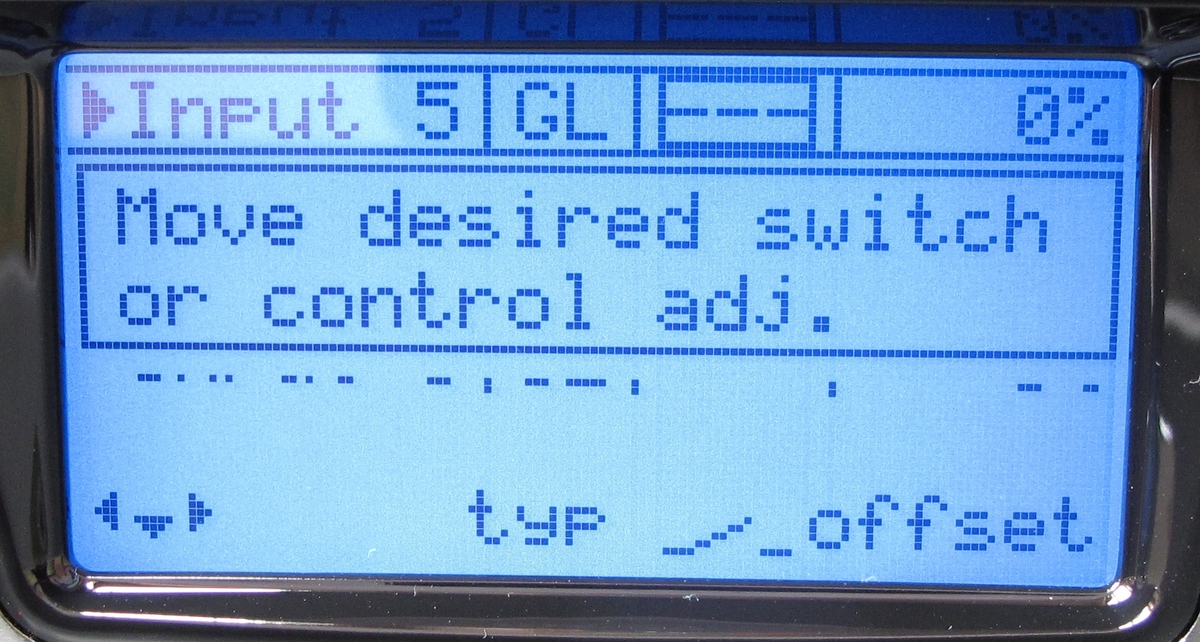 ▶Input 5 GL --- 0%
Move desired switch
or control adj.
typ offset